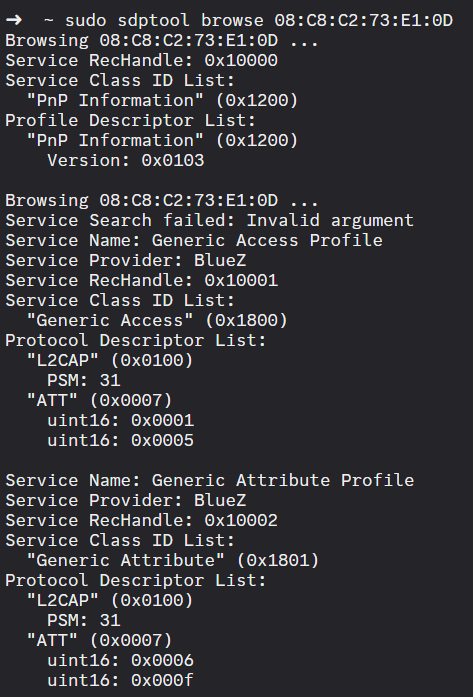 ➜ ~ sudo sdptool browse 08:C8:C2:73:E1:0D
Browsing 08:C8:C2:73:E1:0D ...
Service RecHandle: 0x10000
Service Class ID List:
"PnP Information" (0x1200)
Profile Descriptor List:
"PnP Information" (0x1200)
Version: 0x0103
Browsing 08:C8:C2:73:E1:0D ...
Service Search failed: Invalid argument
Service Name: Generic Access Profile
Service Provider: BlueZ
Service RecHandle: 0x10001
Service Class ID List:
"Generic Access" (0x1800)
Protocol Descriptor List:
"L2CAP" (0x0100)
PSM: 31
"ATT" (0x0007)
uint16: 0x0001
uint16: 0x0005
Service Name: Generic Attribute Profile
Service Provider: BlueZ
Service RecHandle: 0x10002
Service Class ID List:
"Generic Attribute" (0x1801)
Protocol Descriptor List:
"L2CAP" (0x0100)
PSM: 31
"ATT" (0x0007)
uint16: 0x0006
uint16: 0x000f